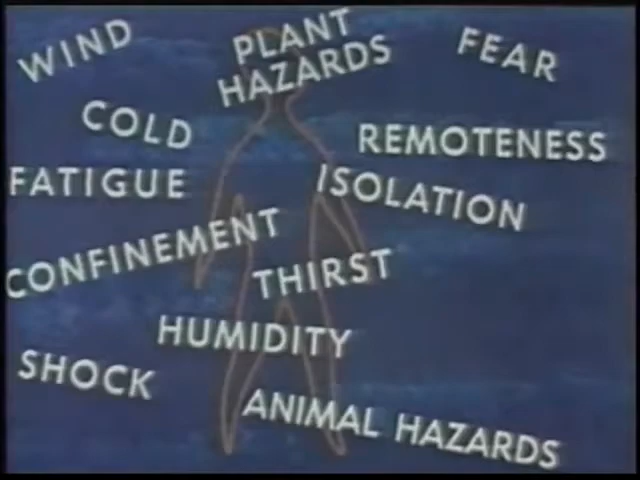 WIND
PLANT
HAZARDS
FEAR
COLD
REMOTENESS
FATIGUE
ISOLATION
CONFINEMENT
THIRST
HUMIDITY
SHOCK
ANIMAL HAZARDS